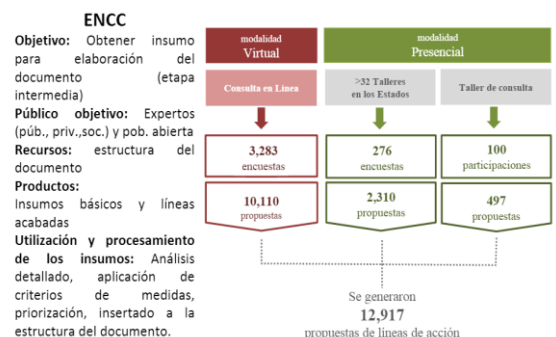 ENCC
Objetivo: Obtener insumo
para elaboración del
documento (etapa
intermedia)
Público objetivo: Expertos
(púb., priv.,soc.) y pob. abierta
Recursos: estructura del
documento
Productos:
Insumos básicos y líneas
acabadas
Utilización y procesamiento
de los insumos: Análisis
detallado, aplicación de
criterios de medidas,
priorización, insertado a la
estructura del documento.
modalidad
Virtual
modalidad
Presencial
Consulta en Línea
>32 Talleres
en los Estados
Taller de consulta
3,283
encuestas
276
encuestas
100
participaciones
10,110
propuestas
2,310
propuestas
497
propuestas
Se generaron
12,917
propuestas de líneas de acción